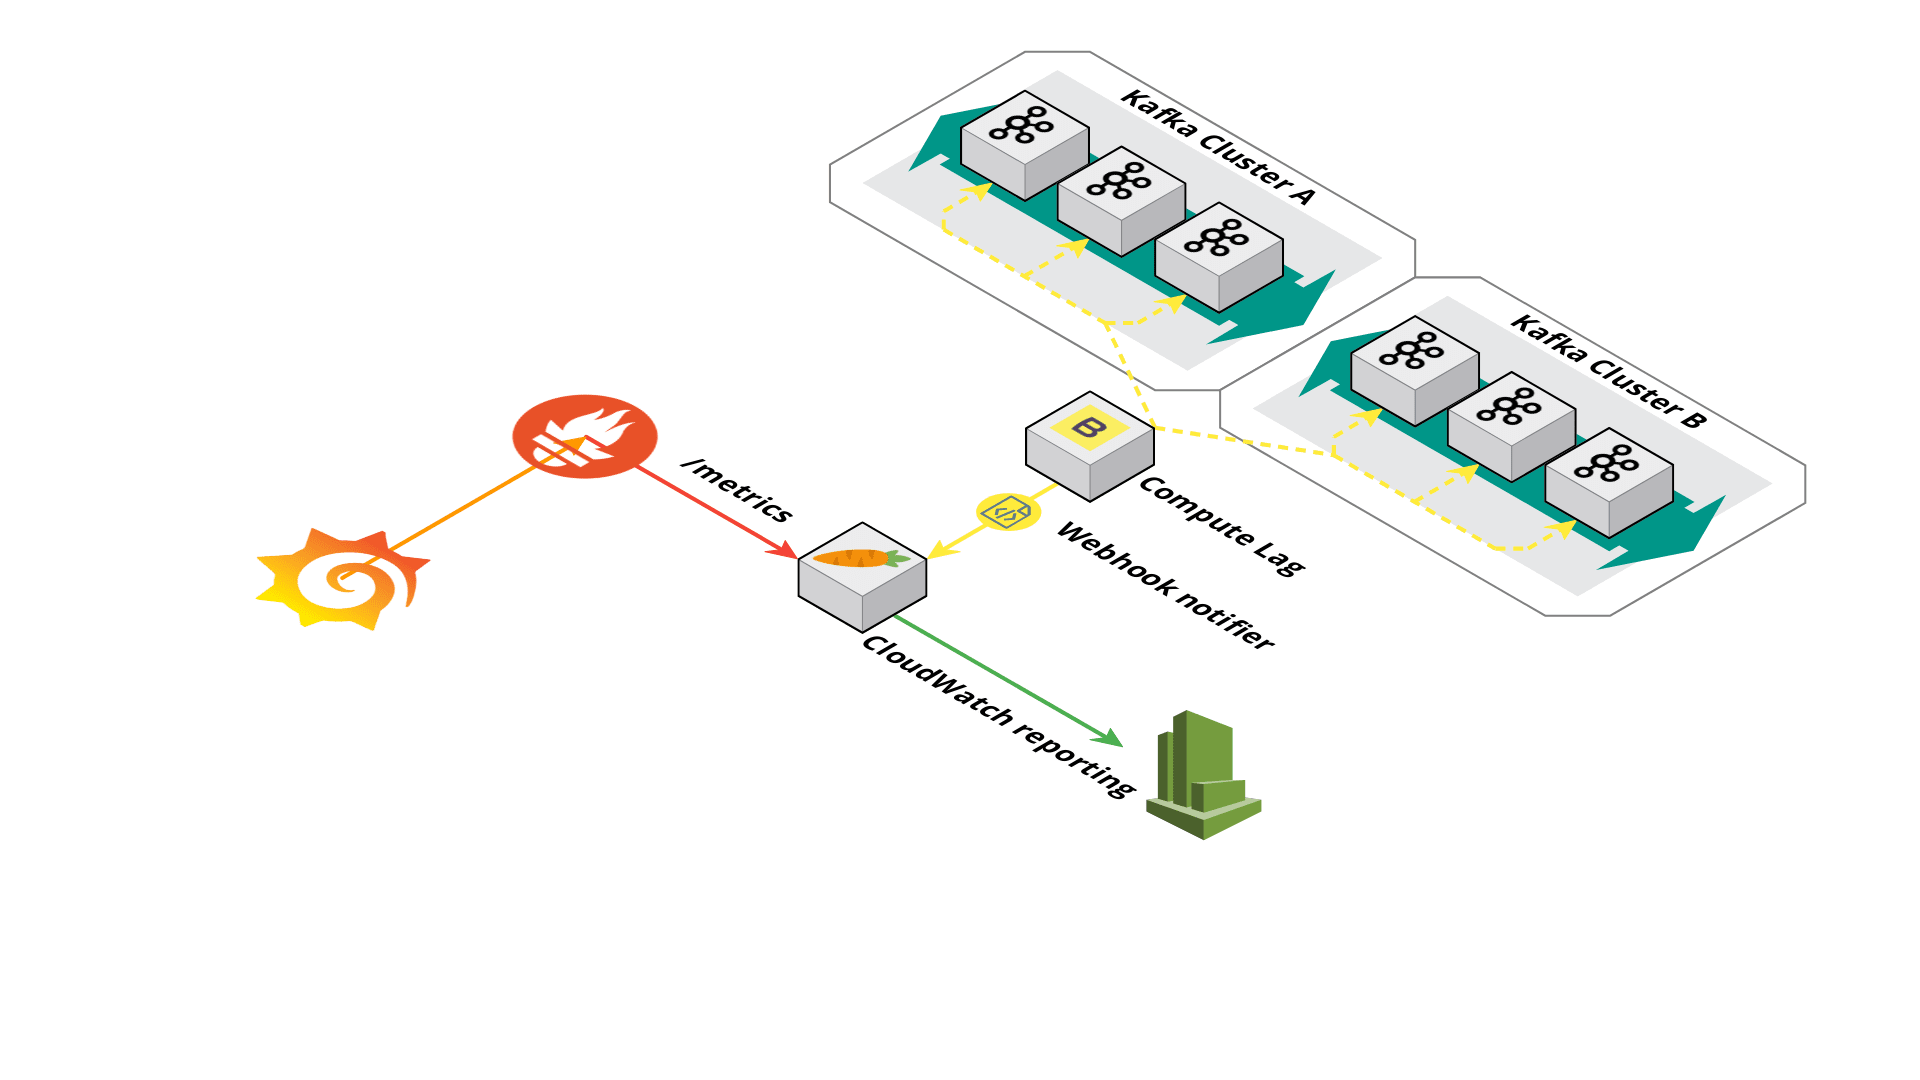 Kafka Cluster A
Kafka Cluster B
B
/metrics
Compute Lag
</>
Webhook notifier
CloudWatch reporting